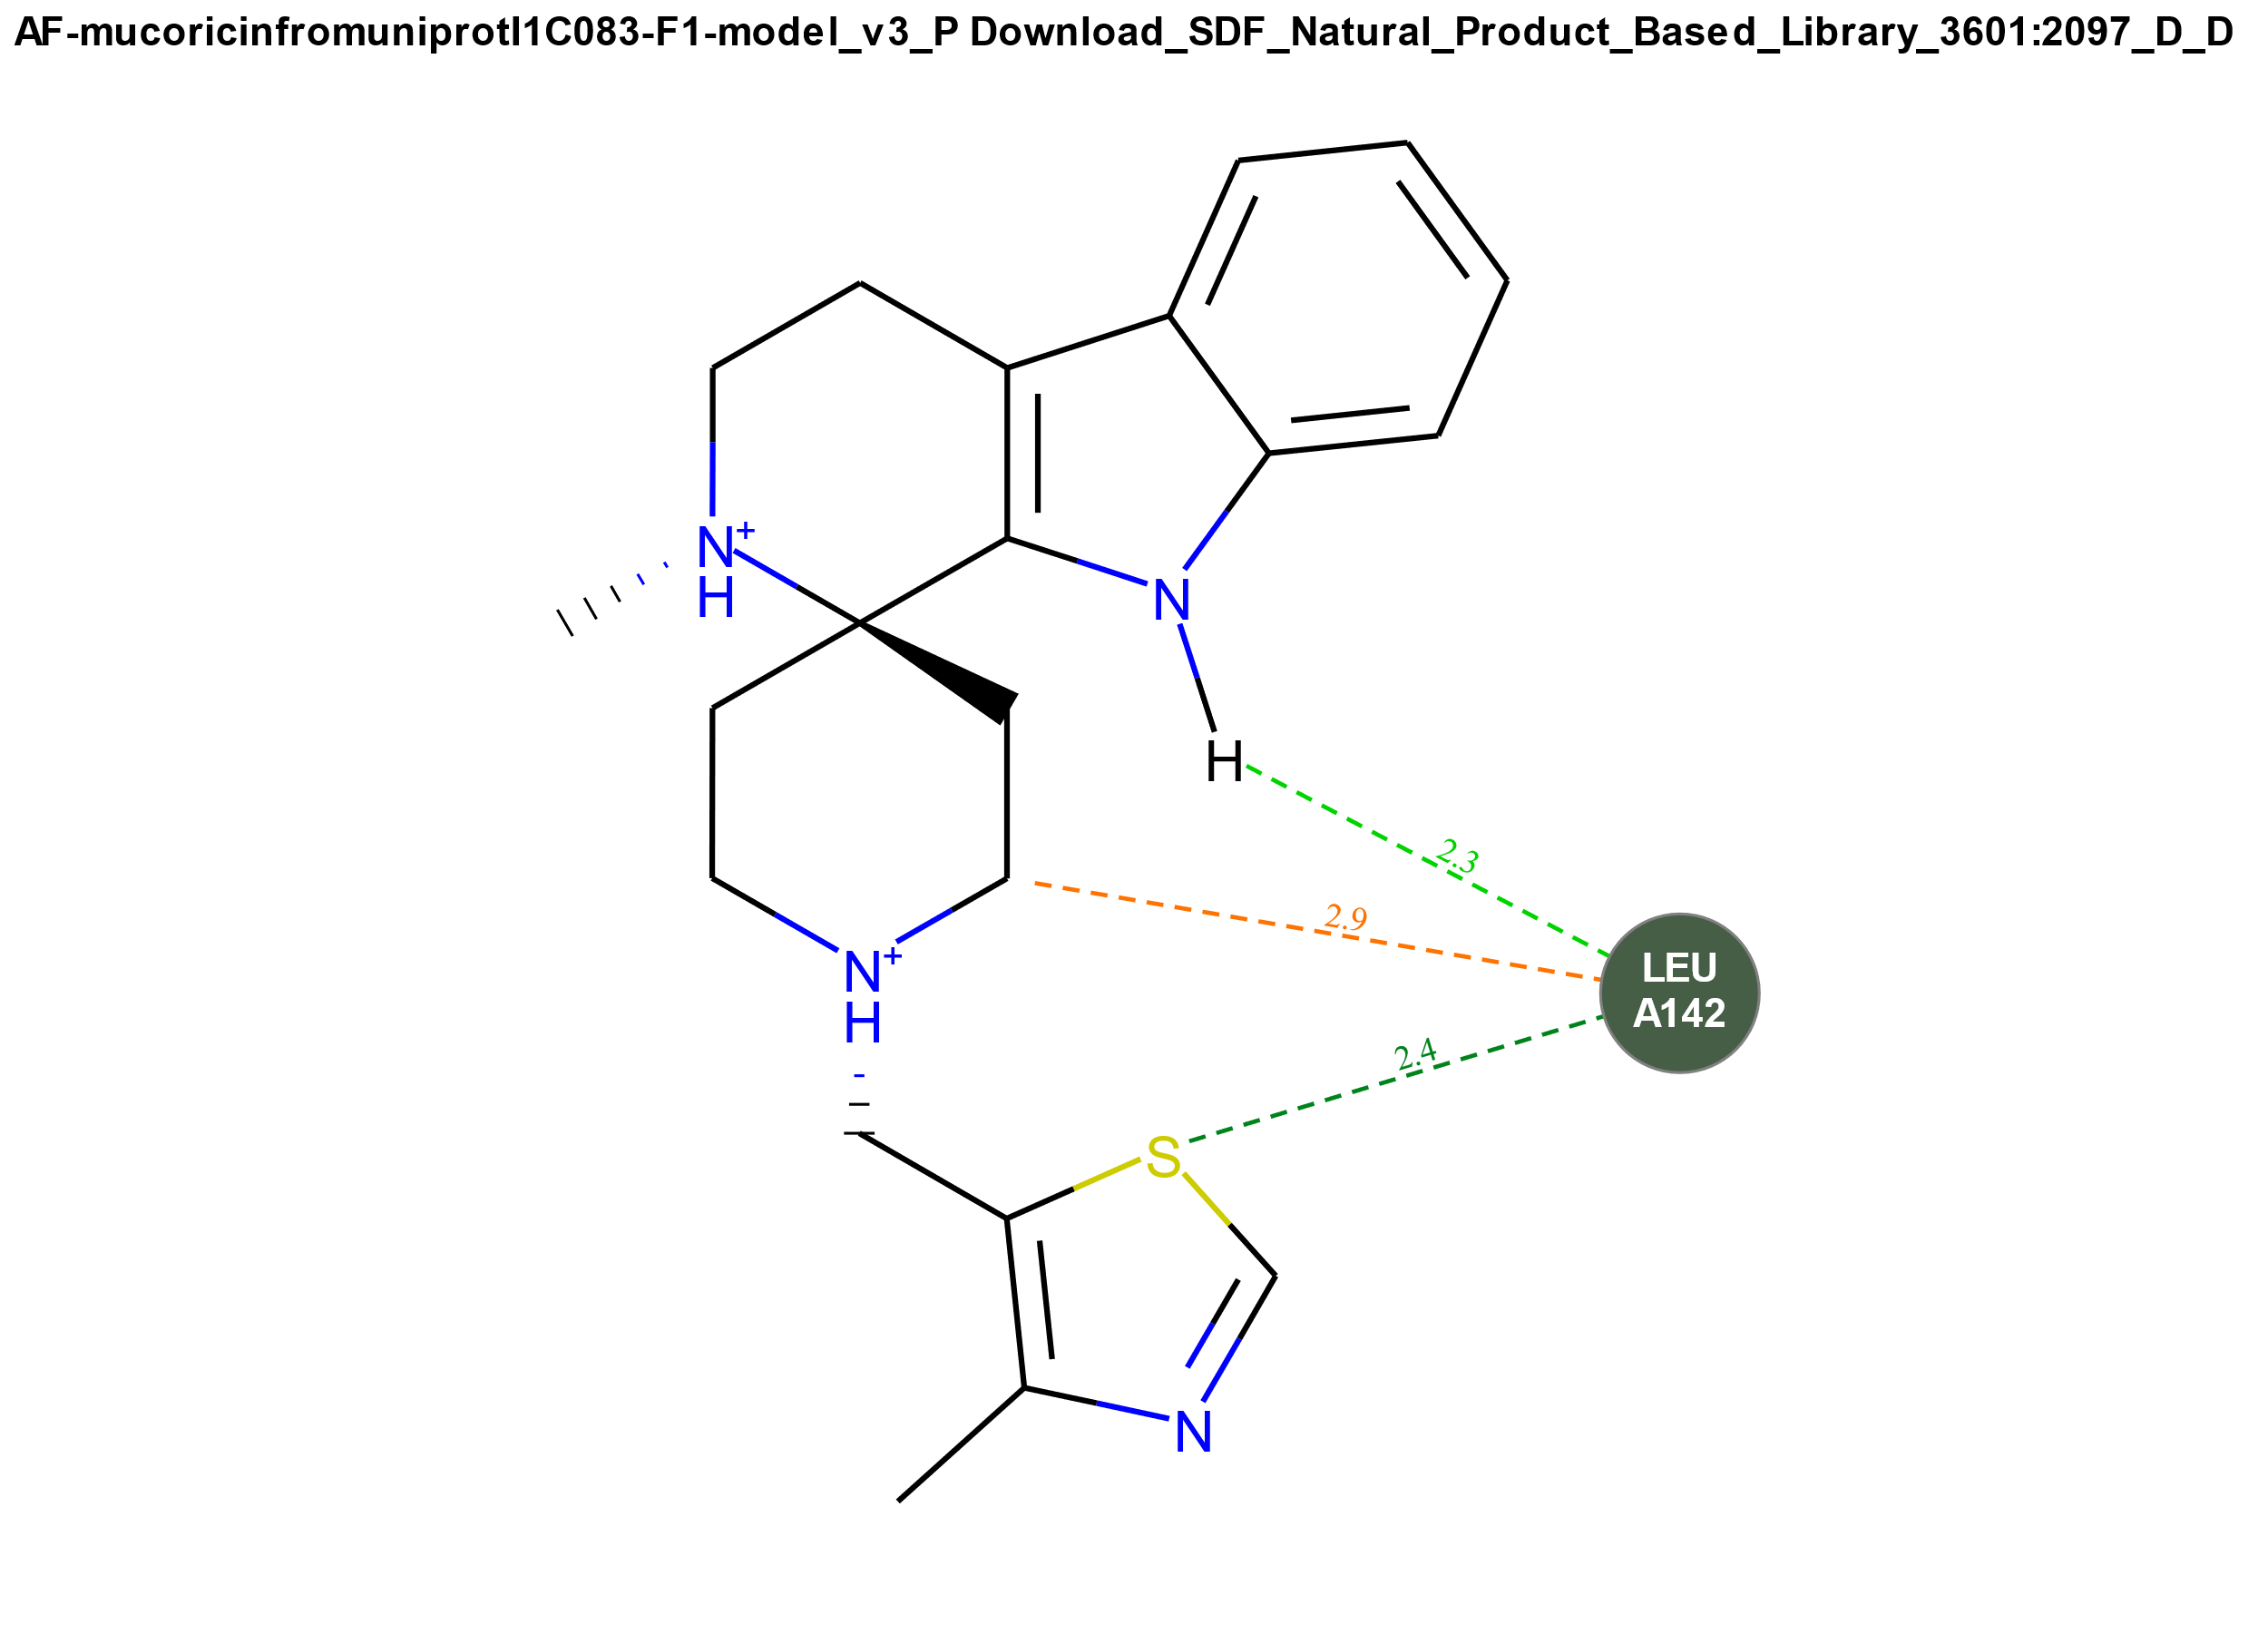 AF-mucoricinfromuniprotI1C083-F1-model_v3_P Download_SDF_Natural_Product_Based_Library_3601:2097_D_D
N+
H
N
H
2.3
2.9
LEU
A142
N+
H
2.4
S
N